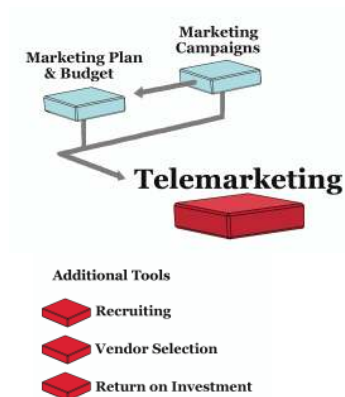 Marketing
Campaigns
Marketing Plan
& Budget
Telemarketing
Additional Tools
Recruiting
Vendor Selection
Return on Investment